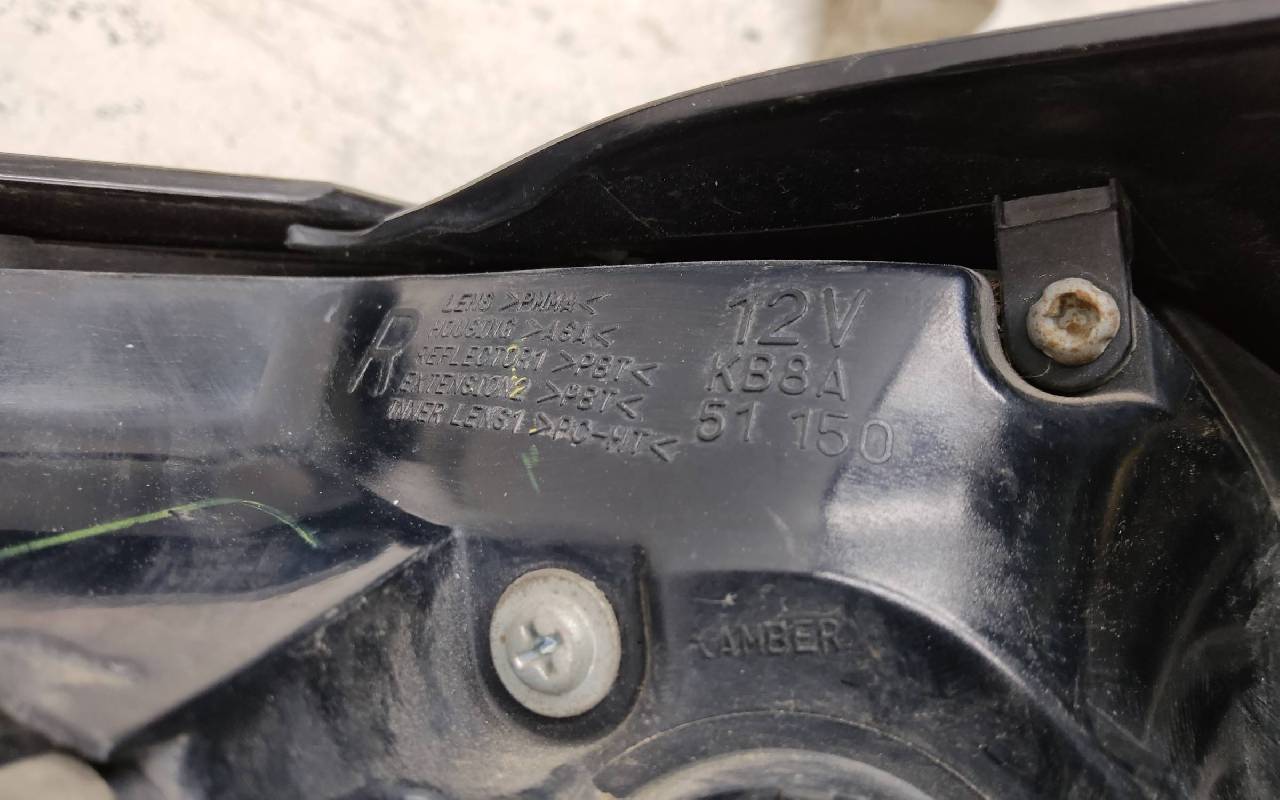 R
LENS >PMMA<
HOUSING >ASA<
REFLECTOR1 >PBT<
EXTENSION2 >PBT<
INNER LENS1 >PC-HT<
12V
KB8A
51 150
AMBER